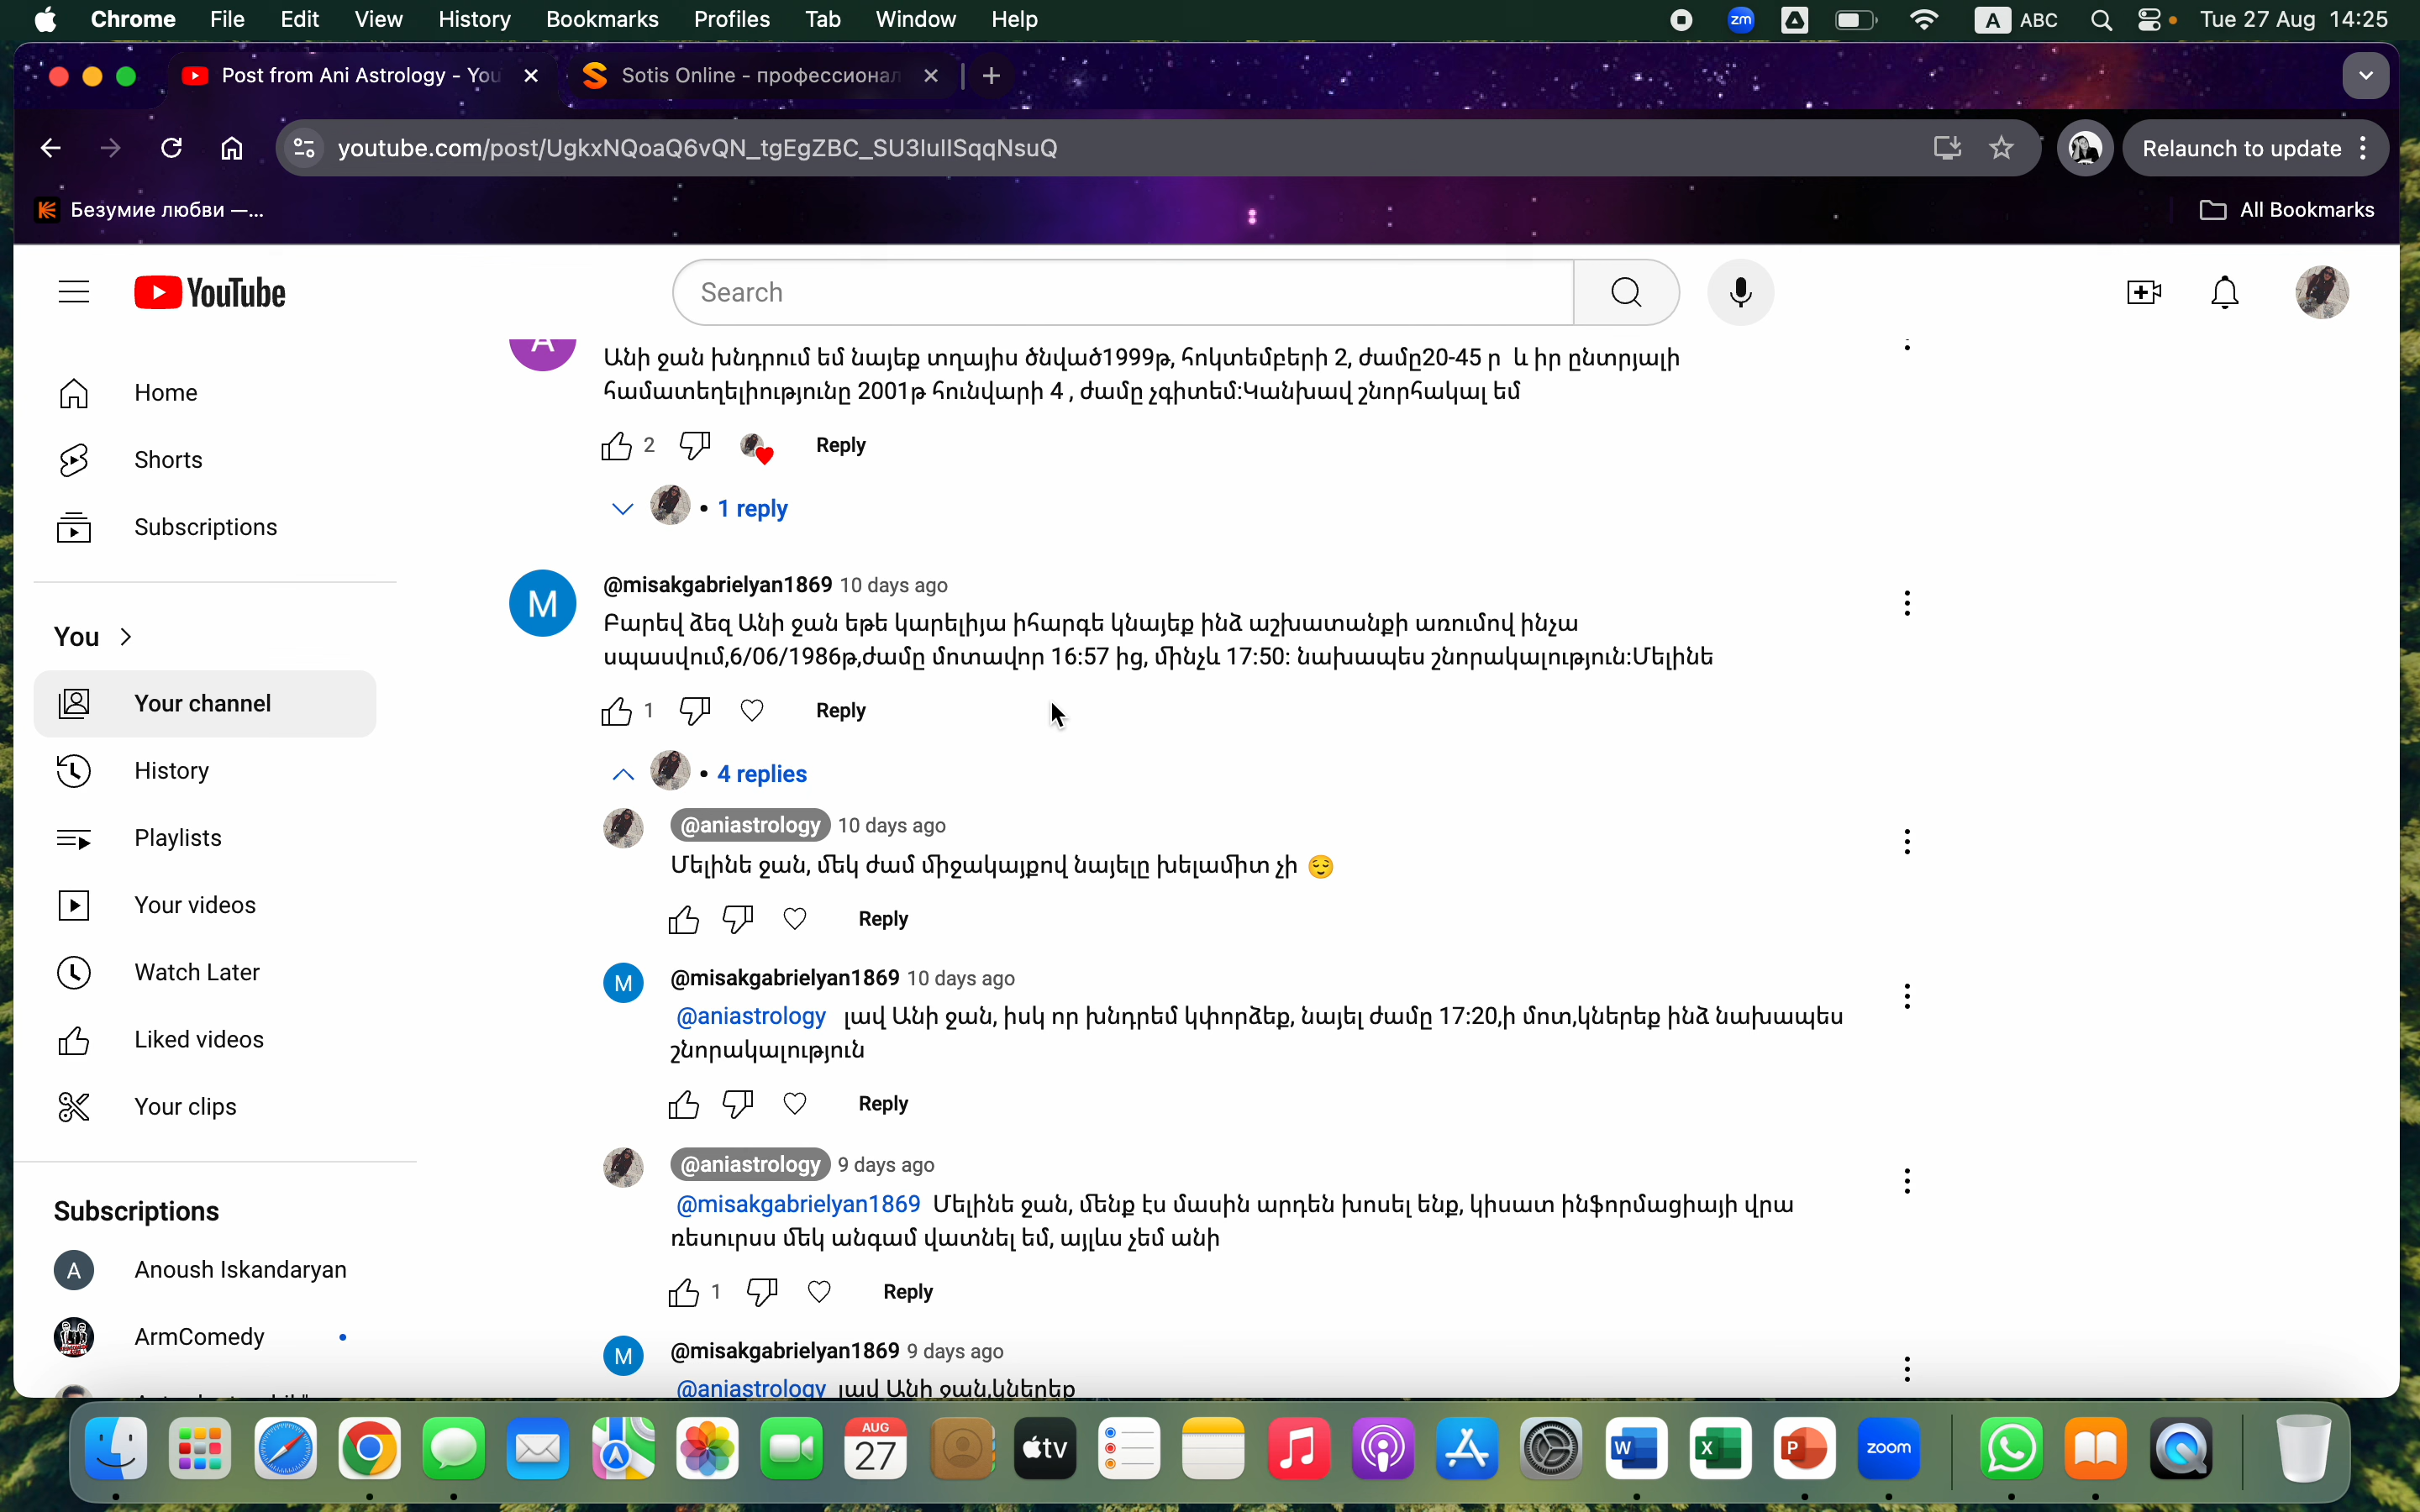 Chrome File Edit View History Bookmarks Profiles Tab Window Help zm A ABC Tue 27 Aug 14:25
Post from Ani Astrology - You Sotis Online - профессионал
youtube.com/post/UgkxNQoaQ6vQN_tgEgZBC_SU3IulISqqNsuQ Relaunch to update
Безумие любви —... All Bookmarks
YouTube Search
Home
Shorts
Subscriptions
You
Your channel
History
Playlists
Your videos
Watch Later
Liked videos
Your clips
Subscriptions
A Anoush Iskandaryan
ArmComedy
A
Անի ջան խնդրում եմ նայեք տղայիս ծնված1999թ, հոկտեմբերի 2, ժամը20-45 ր և իր ընտրյալի
համատեղելիությունը 2001թ հունվարի 4 , ժամը չգիտեմ:Կանխավ շնորհակալ եմ
2 Reply
• 1 reply
M @misakgabrielyan1869 10 days ago
Բարեվ ձեզ Անի ջան եթե կարելիյա իհարգե կնայեք ինձ աշխատանքի առումով ինչա
սպասվում,6/06/1986թ,ժամը մոտավոր 16:57 ից, մինչև 17:50: նախապես շնորակալություն:Մելինե
1 Reply
• 4 replies
@aniastrology 10 days ago
Մելինե ջան, մեկ ժամ միջակայքով նայելը խելամիտ չի 😌
Reply
M @misakgabrielyan1869 10 days ago
@aniastrology լավ Անի ջան, իսկ որ խնդրեմ կփորձեք, նայել ժամը 17:20,ի մոտ,կներեք ինձ նախապես
շնորակալություն
Reply
@aniastrology 9 days ago
@misakgabrielyan1869 Մելինե ջան, մենք էս մասին արդեն խոսել ենք, կիսատ ինֆորմացիայի վրա
ռեսուրսս մեկ անգամ վատնել եմ, այլևս չեմ անի
1 Reply
M @misakgabrielyan1869 9 days ago
@aniastrology լավ Անի ջան,կներեք
AUG
27
tv
W X P zoom